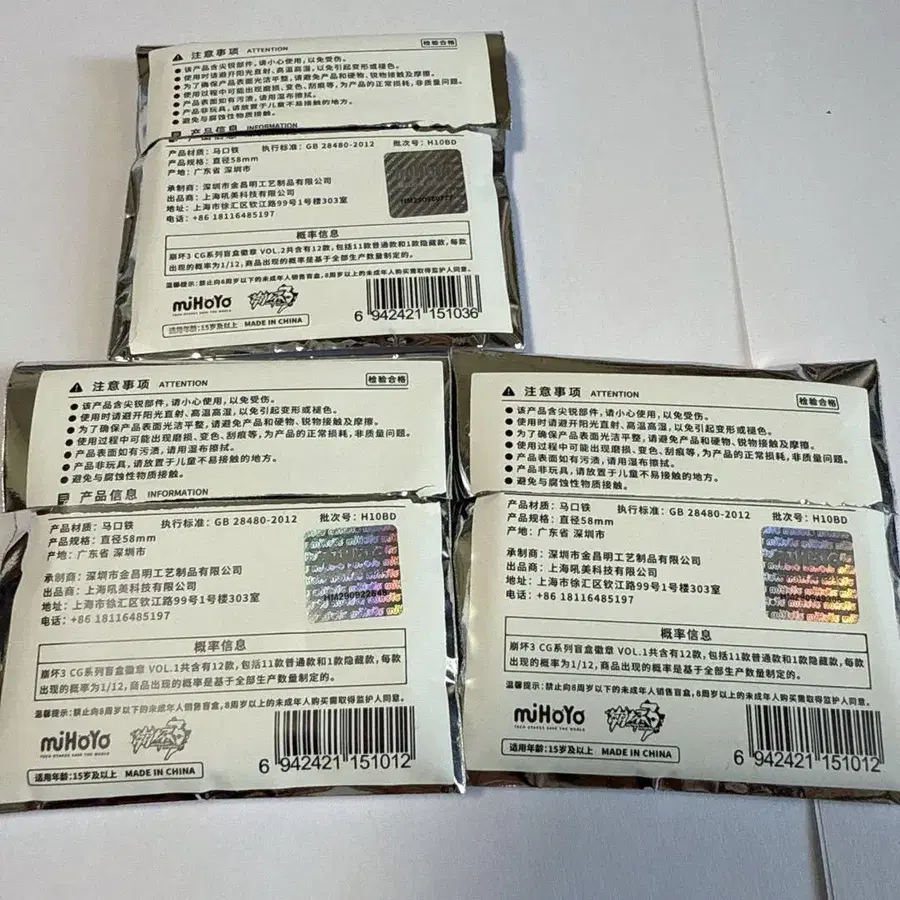 注意事项 ATTENTION
检验合格
● 该产品含尖锐部件,请小心使用,以免受伤。
● 使用时请避开阳光直射、高温高湿,以免引起变形或褪色。
● 为了确保产品表面光洁平整,请避免产品和硬物、锐物接触及摩擦。
● 使用过程中可能出现磨损、变色、刮痕等,为产品的正常损耗,非质量问题。
● 产品表面如有污渍,请用湿布擦拭。
● 产品非玩具,请放置于儿童不易接触的地方。
● 避免与腐蚀性物质接触。
产品信息 INFORMATION
产品材质：马口铁 执行标准：GB 28480-2012 批次号：H10BD
产品规格：直径58mm
产地：广东省 深圳市
承制商：深圳市金昌明工艺制品有限公司
出品商：上海吼美科技有限公司
地址：上海市徐汇区钦江路99号1号楼303室
电话：+86 18116485197
概率信息
崩坏3 CG系列盲盒徽章 VOL.2共含有12款,包括11款普通款和1款隐藏款,每款
出现的概率为1/12,商品出现的概率是基于全部生产数量制定的。
温馨提示：禁止向8周岁以下的未成年人销售盲盒,8周岁以上的未成年人购买需取得监护人同意。
miHoYo
TECH OTAKUS SAVE THE WORLD
崩坏3
6 942421 151036
适用年龄:15岁及以上 MADE IN CHINA
注意事项 ATTENTION
检验合格
● 该产品含尖锐部件,请小心使用,以免受伤。
● 使用时请避开阳光直射、高温高湿,以免引起变形或褪色。
● 为了确保产品表面光洁平整,请避免产品和硬物、锐物接触及摩擦。
● 使用过程中可能出现磨损、变色、刮痕等,为产品的正常损耗,非质量问题。
● 产品表面如有污渍,请用湿布擦拭。
● 产品非玩具,请放置于儿童不易接触的地方。
● 避免与腐蚀性物质接触。
产品信息 INFORMATION
产品材质：马口铁 执行标准：GB 28480-2012 批次号：H10BD
产品规格：直径58mm
产地：广东省 深圳市
承制商：深圳市金昌明工艺制品有限公司
出品商：上海吼美科技有限公司
地址：上海市徐汇区钦江路99号1号楼303室
电话：+86 18116485197
概率信息
崩坏3 CG系列盲盒徽章 VOL.1共含有12款,包括11款普通款和1款隐藏款,每款
出现的概率为1/12,商品出现的概率是基于全部生产数量制定的。
温馨提示：禁止向8周岁以下的未成年人销售盲盒,8周岁以上的未成年人购买需取得监护人同意。
miHoYo
TECH OTAKUS SAVE THE WORLD
崩坏3
6 942421 151012
适用年龄:15岁及以上 MADE IN CHINA
注意事项 ATTENTION
检验合格
● 该产品含尖锐部件,请小心使用,以免受伤。
● 使用时请避开阳光直射、高温高湿,以免引起变形或褪色。
● 为了确保产品表面光洁平整,请避免产品和硬物、锐物接触及摩擦。
● 使用过程中可能出现磨损、变色、刮痕等,为产品的正常损耗,非质量问题。
● 产品表面如有污渍,请用湿布擦拭。
● 产品非玩具,请放置于儿童不易接触的地方。
● 避免与腐蚀性物质接触。
产品材质：马口铁 执行标准：GB 28480-2012 批次号：H10BD
产品规格：直径58mm
产地：广东省 深圳市
承制商：深圳市金昌明工艺制品有限公司
出品商：上海吼美科技有限公司
地址：上海市徐汇区钦江路99号1号楼303室
电话：+86 18116485197
概率信息
崩坏3 CG系列盲盒徽章 VOL.1共含有12款,包括11款普通款和1款隐藏款,每款
出现的概率为1/12,商品出现的概率是基于全部生产数量制定的。
温馨提示：禁止向8周岁以下的未成年人销售盲盒,8周岁以上的未成年人购买需取得监护人同意。
miHoYo
TECH OTAKUS SAVE THE WORLD
崩坏3
6 942421 151012
适用年龄:15岁及以上 MADE IN CHINA